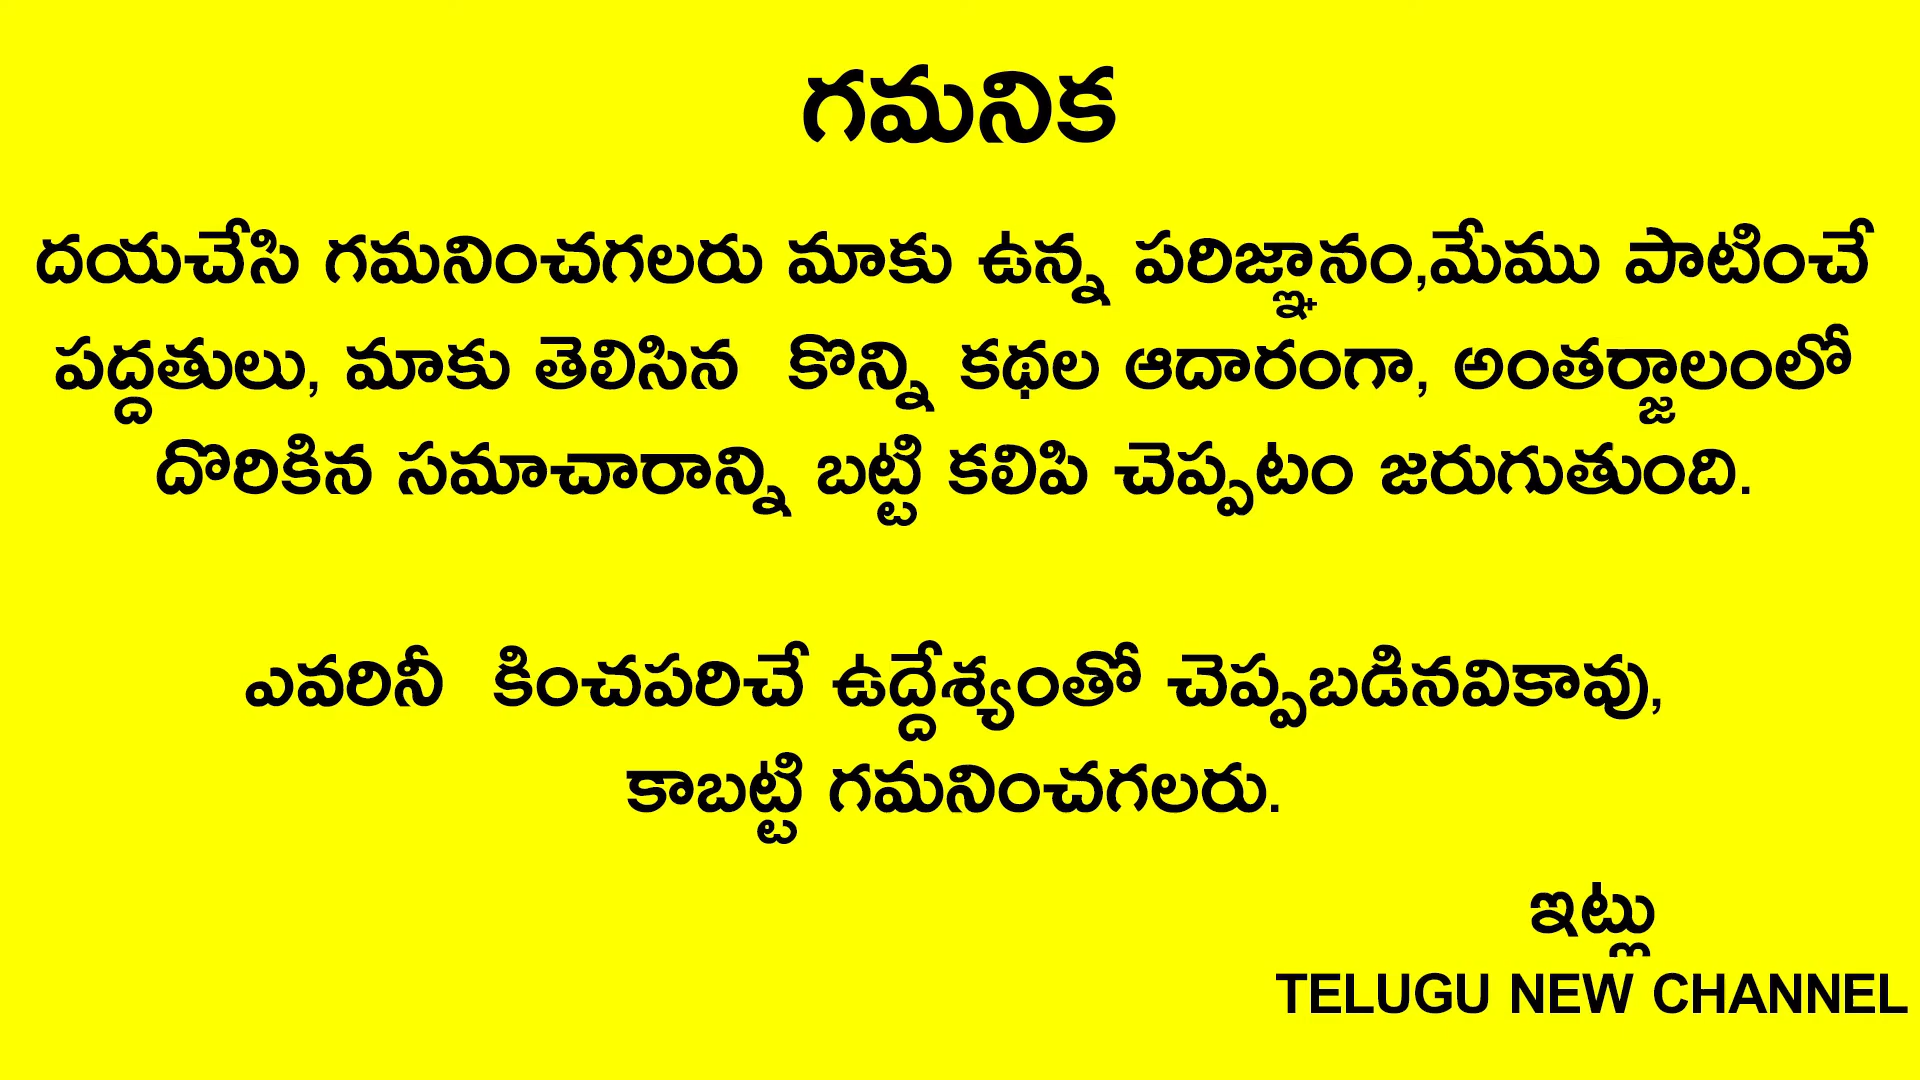 గమనిక
దయచేసి గమనించగలరు మాకు ఉన్న పరిజ్ఞానం,మేము పాటించే
పద్దతులు, మాకు తెలిసిన కొన్ని కథల ఆదారంగా, అంతర్జాలంలో
దొరికిన సమాచారాన్ని బట్టి కలిపి చెప్పటం జరుగుతుంది.
ఎవరినీ కించపరిచే ఉద్దేశ్యంతో చెప్పబడినవికావు,
కాబట్టి గమనించగలరు.
ఇట్లు
TELUGU NEW CHANNEL